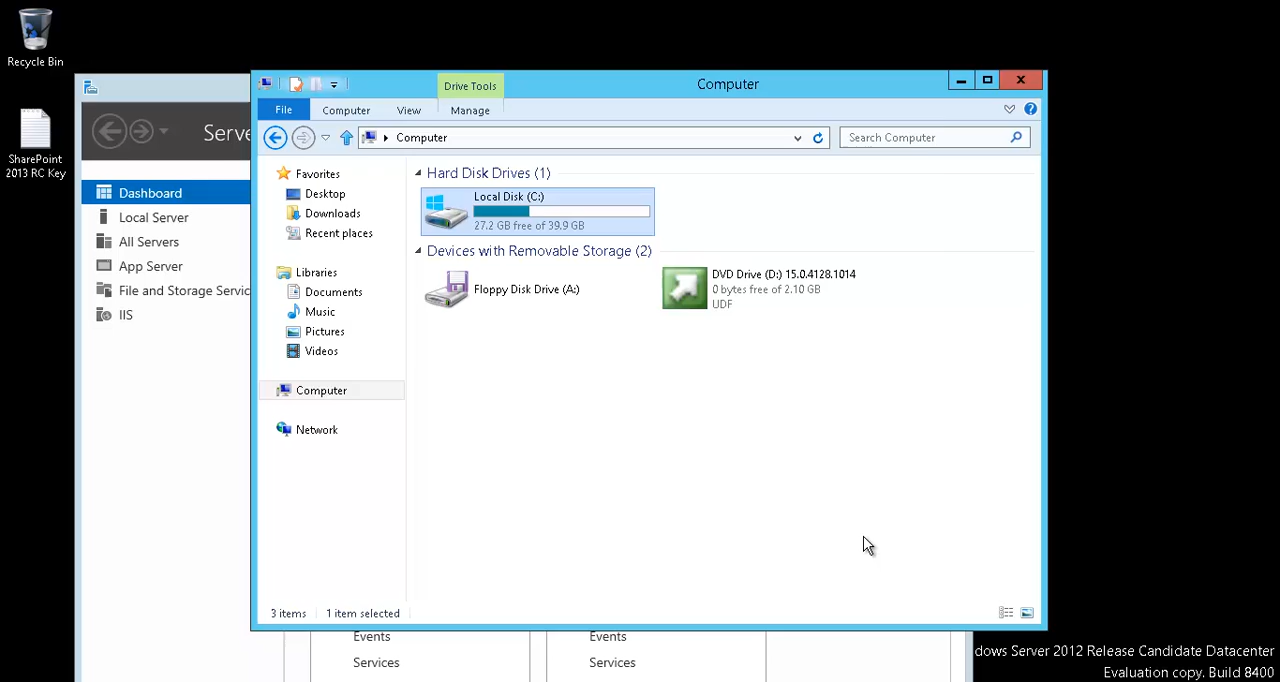 Recycle Bin
SharePoint
2013 RC Key
Serve
Dashboard
Local Server
All Servers
App Server
File and Storage Servic
IIS
Drive Tools
Computer
File
Computer
View
Manage
Computer
Search Computer
Favorites
Desktop
Downloads
Recent places
Libraries
Documents
Music
Pictures
Videos
Computer
Network
Hard Disk Drives (1)
Local Disk (C:)
27.2 GB free of 39.9 GB
Devices with Removable Storage (2)
Floppy Disk Drive (A:)
DVD Drive (D:) 15.0.4128.1014
0 bytes free of 2.10 GB
UDF
3 items
1 item selected
Events
Services
Events
Services
dows Server 2012 Release Candidate Datacenter
Evaluation copy. Build 8400